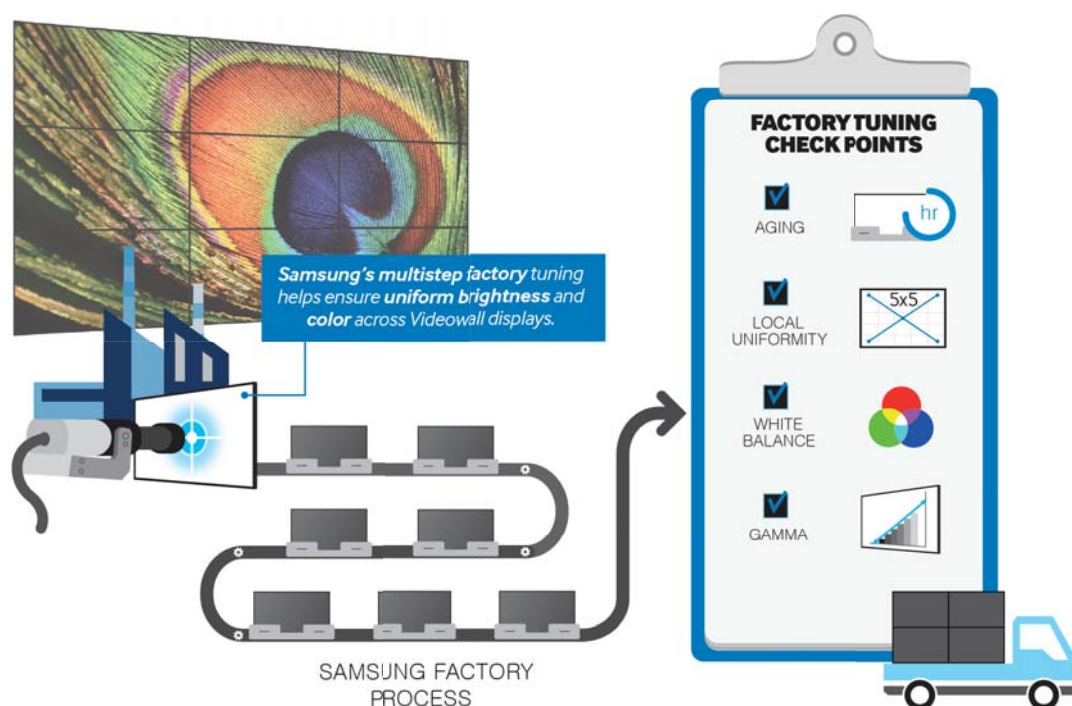 Samsung's multistep factory tuning
helps ensure uniform brightness and
color across Videowall displays.
SAMSUNG FACTORY
PROCESS
FACTORY TUNING
CHECK POINTS
AGING
hr
LOCAL
UNIFORMITY
5x5
WHITE
BALANCE
GAMMA